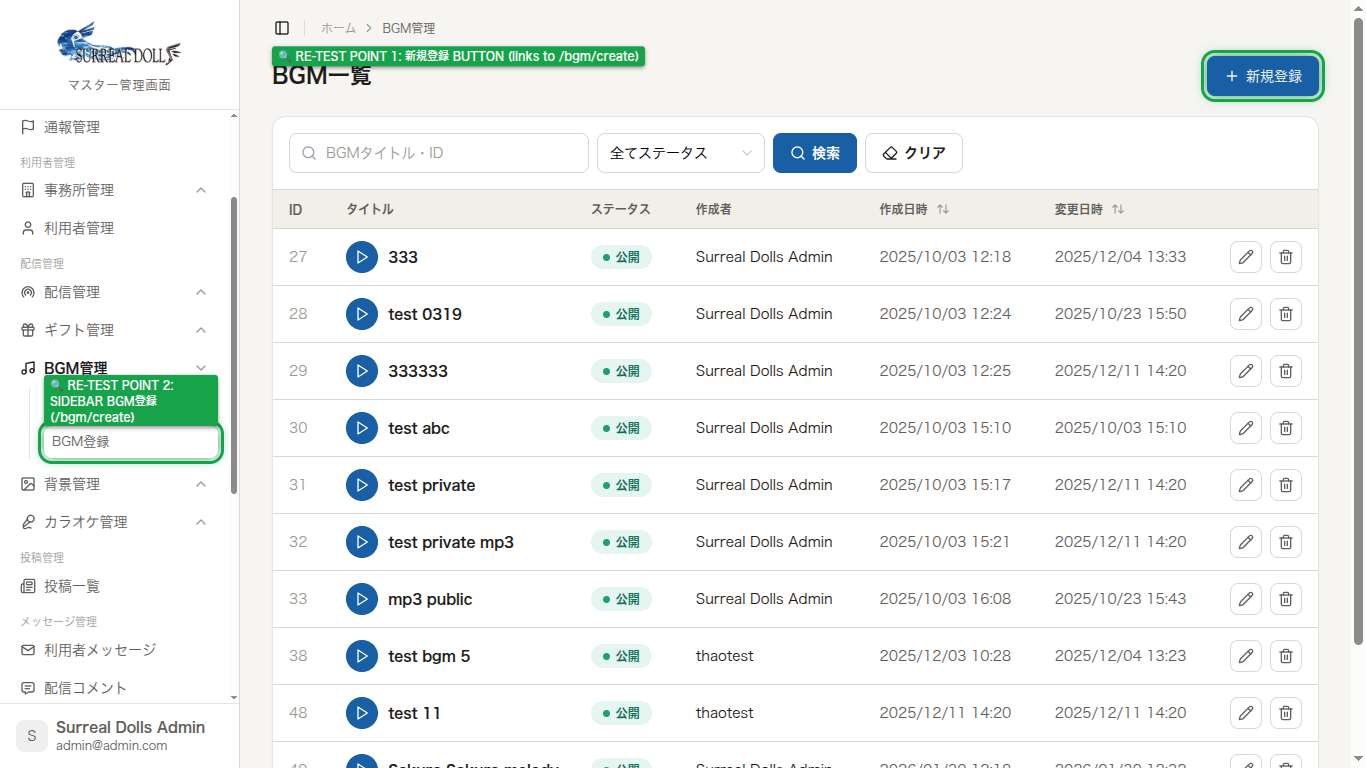 SURREAL DOLLS
マスター管理画面
通報管理
利用者管理
事務所管理
利用者管理
配信管理
配信管理
ギフト管理
BGM管理
🔍 RE-TEST POINT 2:
SIDEBAR BGM登録
(/bgm/create)
BGM登録
背景管理
カラオケ管理
投稿管理
投稿一覧
メッセージ管理
利用者メッセージ
配信コメント
S
Surreal Dolls Admin
admin@admin.com
ホーム > BGM管理
🔍 RE-TEST POINT 1: 新規登録 BUTTON (links to /bgm/create)
BGM一覧
+ 新規登録
BGMタイトル・ID
全てステータス
検索
クリア
ID タイトル ステータス 作成者 作成日時 変更日時
27 333 公開 Surreal Dolls Admin 2025/10/03 12:18 2025/12/04 13:33
28 test 0319 公開 Surreal Dolls Admin 2025/10/03 12:24 2025/10/23 15:50
29 333333 公開 Surreal Dolls Admin 2025/10/03 12:25 2025/12/11 14:20
30 test abc 公開 Surreal Dolls Admin 2025/10/03 15:10 2025/10/03 15:10
31 test private 公開 Surreal Dolls Admin 2025/10/03 15:17 2025/12/11 14:20
32 test private mp3 公開 Surreal Dolls Admin 2025/10/03 15:21 2025/12/11 14:20
33 mp3 public 公開 Surreal Dolls Admin 2025/10/03 16:08 2025/10/23 15:43
38 test bgm 5 公開 thaotest 2025/12/03 10:28 2025/12/04 13:23
48 test 11 公開 thaotest 2025/12/11 14:20 2025/12/11 14:20
Sakura Sakura melody 公開 Surreal Dolls Admin